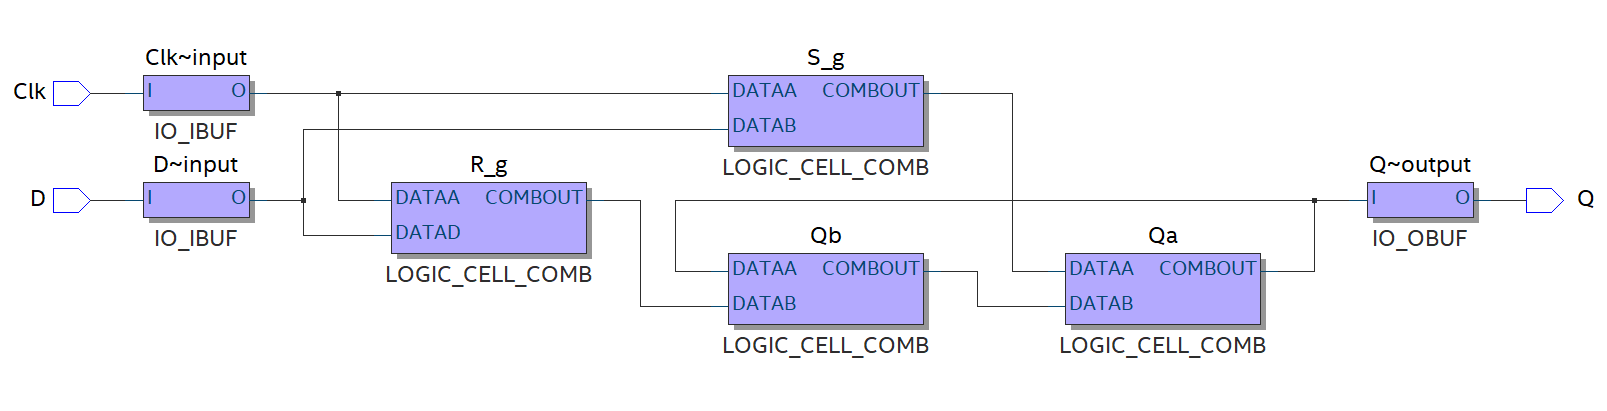 Clk~input
S_g
Clk
I
O
DATAA
COMBOUT
DATAB
IO_IBUF
LOGIC_CELL_COMB
D~input
R_g
Q~output
D
I
O
DATAA
COMBOUT
DATAD
I
O
Q
IO_IBUF
LOGIC_CELL_COMB
IO_OBUF
Qb
Qa
DATAA
COMBOUT
DATAB
DATAA
COMBOUT
DATAB
LOGIC_CELL_COMB
LOGIC_CELL_COMB